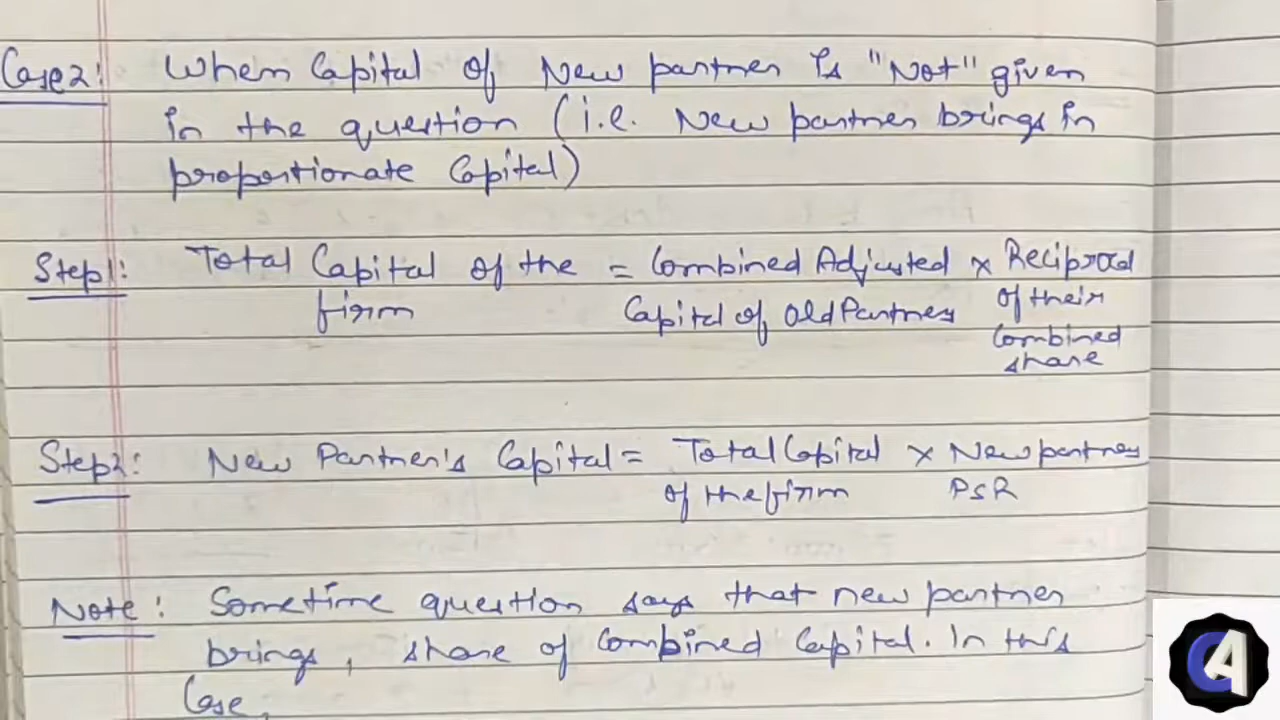 Case2: When Capital Of New partner is "Not" given
in the question (i.e. New partner brings in
proportionate Capital)
Step1: Total Capital of the = Combined Adjusted × Reciprocal
firm Capital of Old Partners of their
Combined
share
Step2: New Partner's Capital = Total Capital × New partners
of the firm PSR
Note: Sometime question says that new partner
brings, share of Combined Capital. In this
Case,
CA